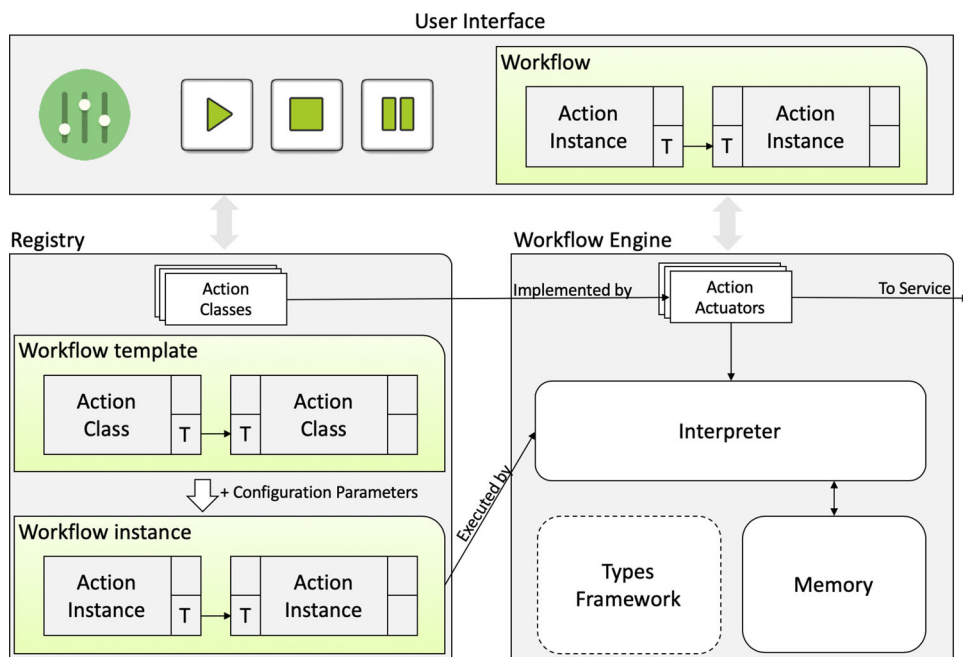 User Interface
Workflow
Action
Instance
T
T
Action
Instance
Registry
Action
Classes
Workflow template
Action
Class
T
T
Action
Class
+ Configuration Parameters
Workflow instance
Action
Instance
T
T
Action
Instance
Executed by
Workflow Engine
Implemented by
Action
Actuators
To Service
Interpreter
Types
Framework
Memory